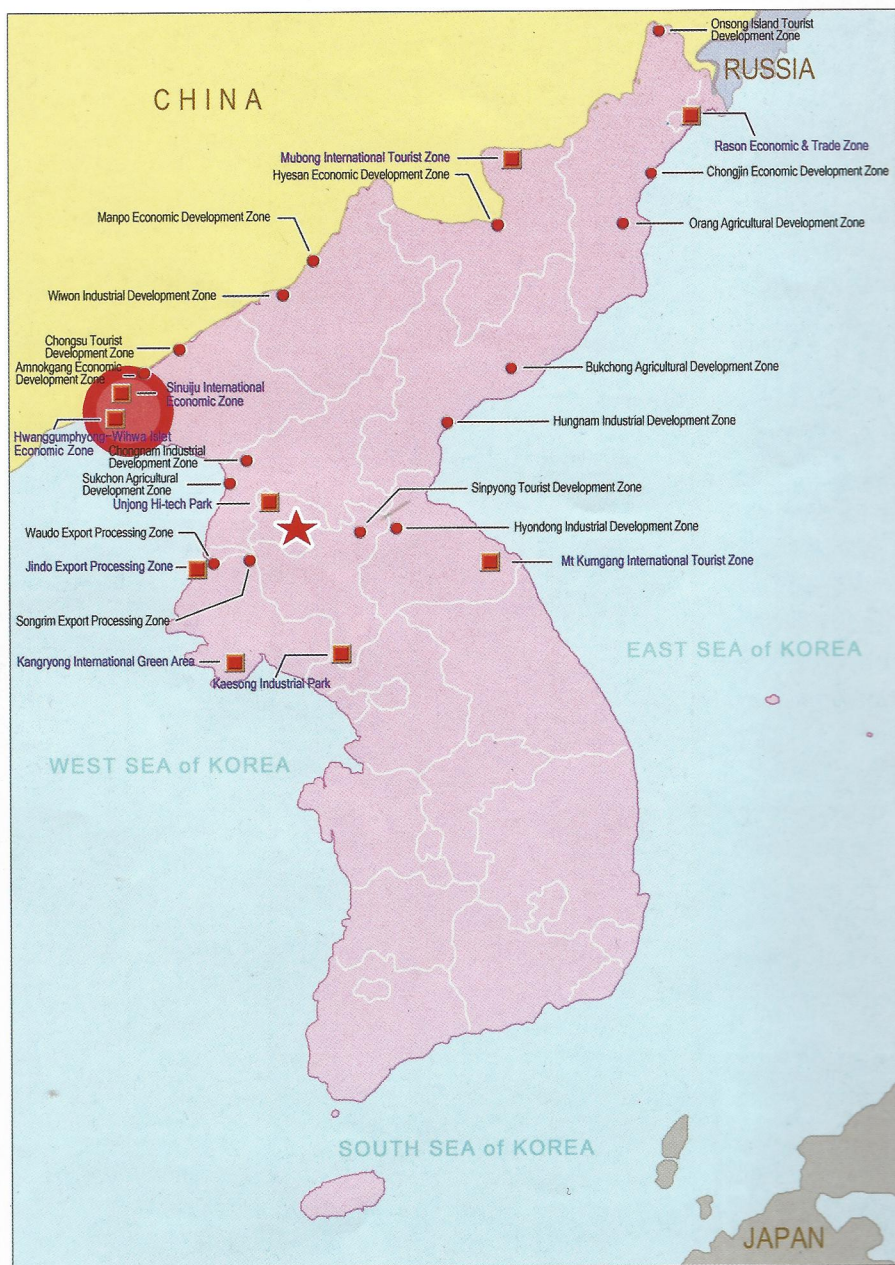 Onsong Island Tourist
Development Zone
RUSSIA
CHINA
Rason Economic & Trade Zone
Mubong International Tourist Zone
Hyesan Economic Development Zone
Chongjin Economic Development Zone
Manpo Economic Development Zone
Orang Agricultural Development Zone
Wiwon Industrial Development Zone
Chongsu Tourist
Development Zone
Amnokgang Economic
Development Zone
Bukchong Agricultural Development Zone
Sinuiju International
Economic Zone
Hwanggumphyong-Wihwa Islet
Economic Zone
Hungnam Industrial Development Zone
Chongnam Industrial
Development Zone
Sukchon Agricultural
Development Zone
Unjong Hi-tech Park
Sinpyong Tourist Development Zone
Waudo Export Processing Zone
Hyondong Industrial Development Zone
Jindo Export Processing Zone
Mt Kumgang International Tourist Zone
Songrim Export Processing Zone
Kangryong International Green Area
EAST SEA of KOREA
Kaesong Industrial Park
WEST SEA of KOREA
SOUTH SEA of KOREA
JAPAN